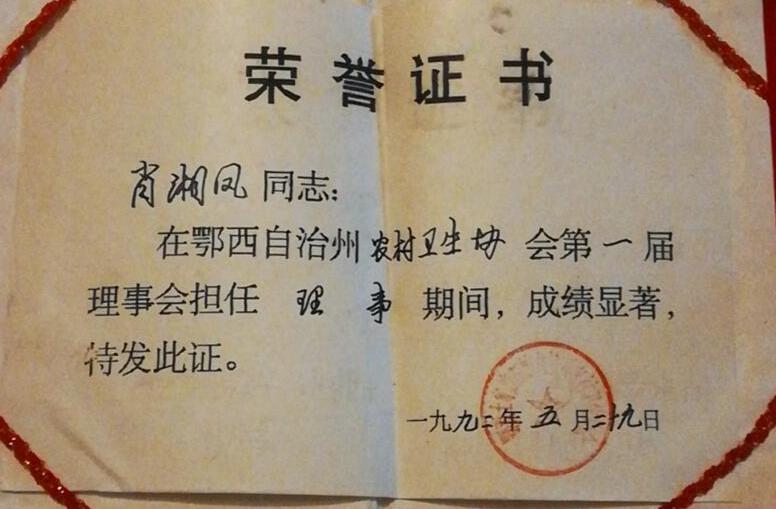 荣誉证书
肖湘凤同志：
在鄂西自治州农村卫生协会第一届
理事会担任 理事 期间，成绩显著，
特发此证。
一九九二年五月二十九日